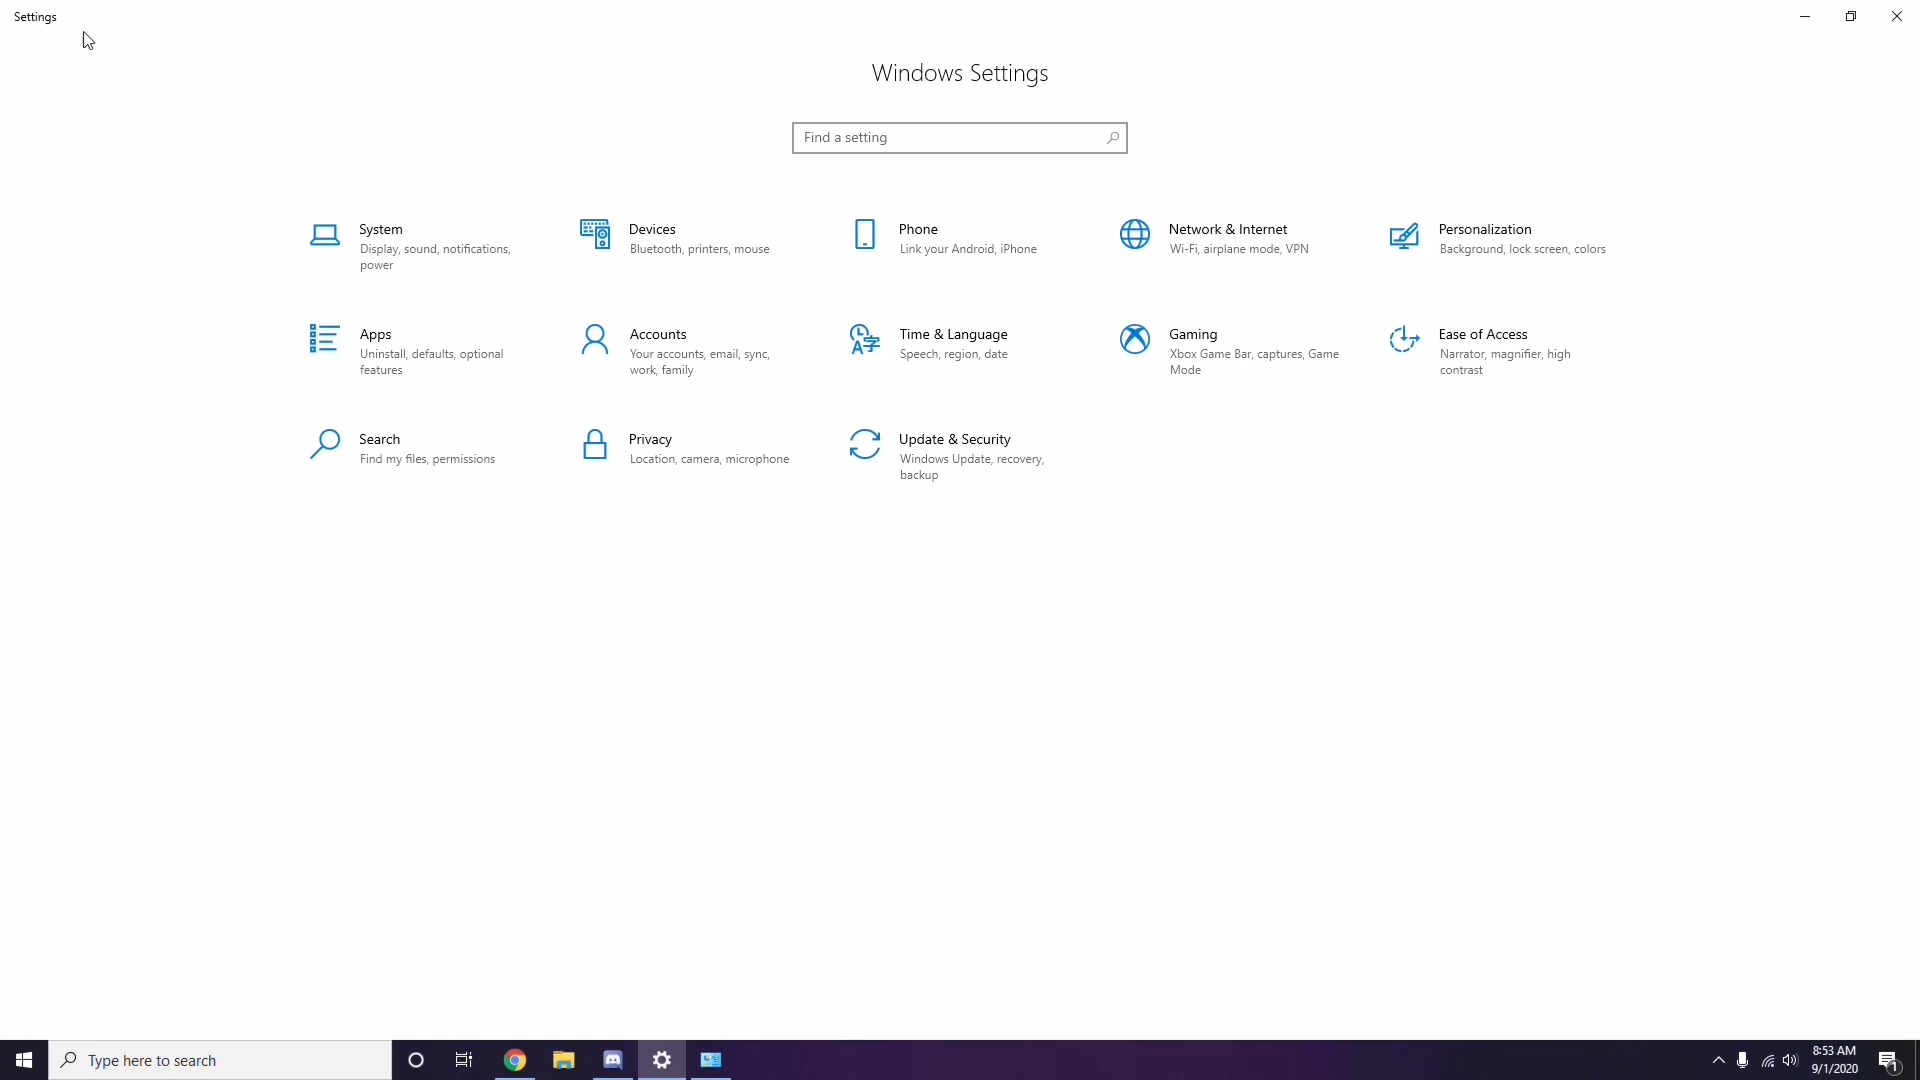 Settings
Windows Settings
Find a setting
System
Display, sound, notifications,
power
Devices
Bluetooth, printers, mouse
Phone
Link your Android, iPhone
Network & Internet
Wi-Fi, airplane mode, VPN
Personalization
Background, lock screen, colors
Apps
Uninstall, defaults, optional
features
Accounts
Your accounts, email, sync,
work, family
Time & Language
Speech, region, date
Gaming
Xbox Game Bar, captures, Game
Mode
Ease of Access
Narrator, magnifier, high
contrast
Search
Find my files, permissions
Privacy
Location, camera, microphone
Update & Security
Windows Update, recovery,
backup
Type here to search
8:53 AM
9/1/2020
1